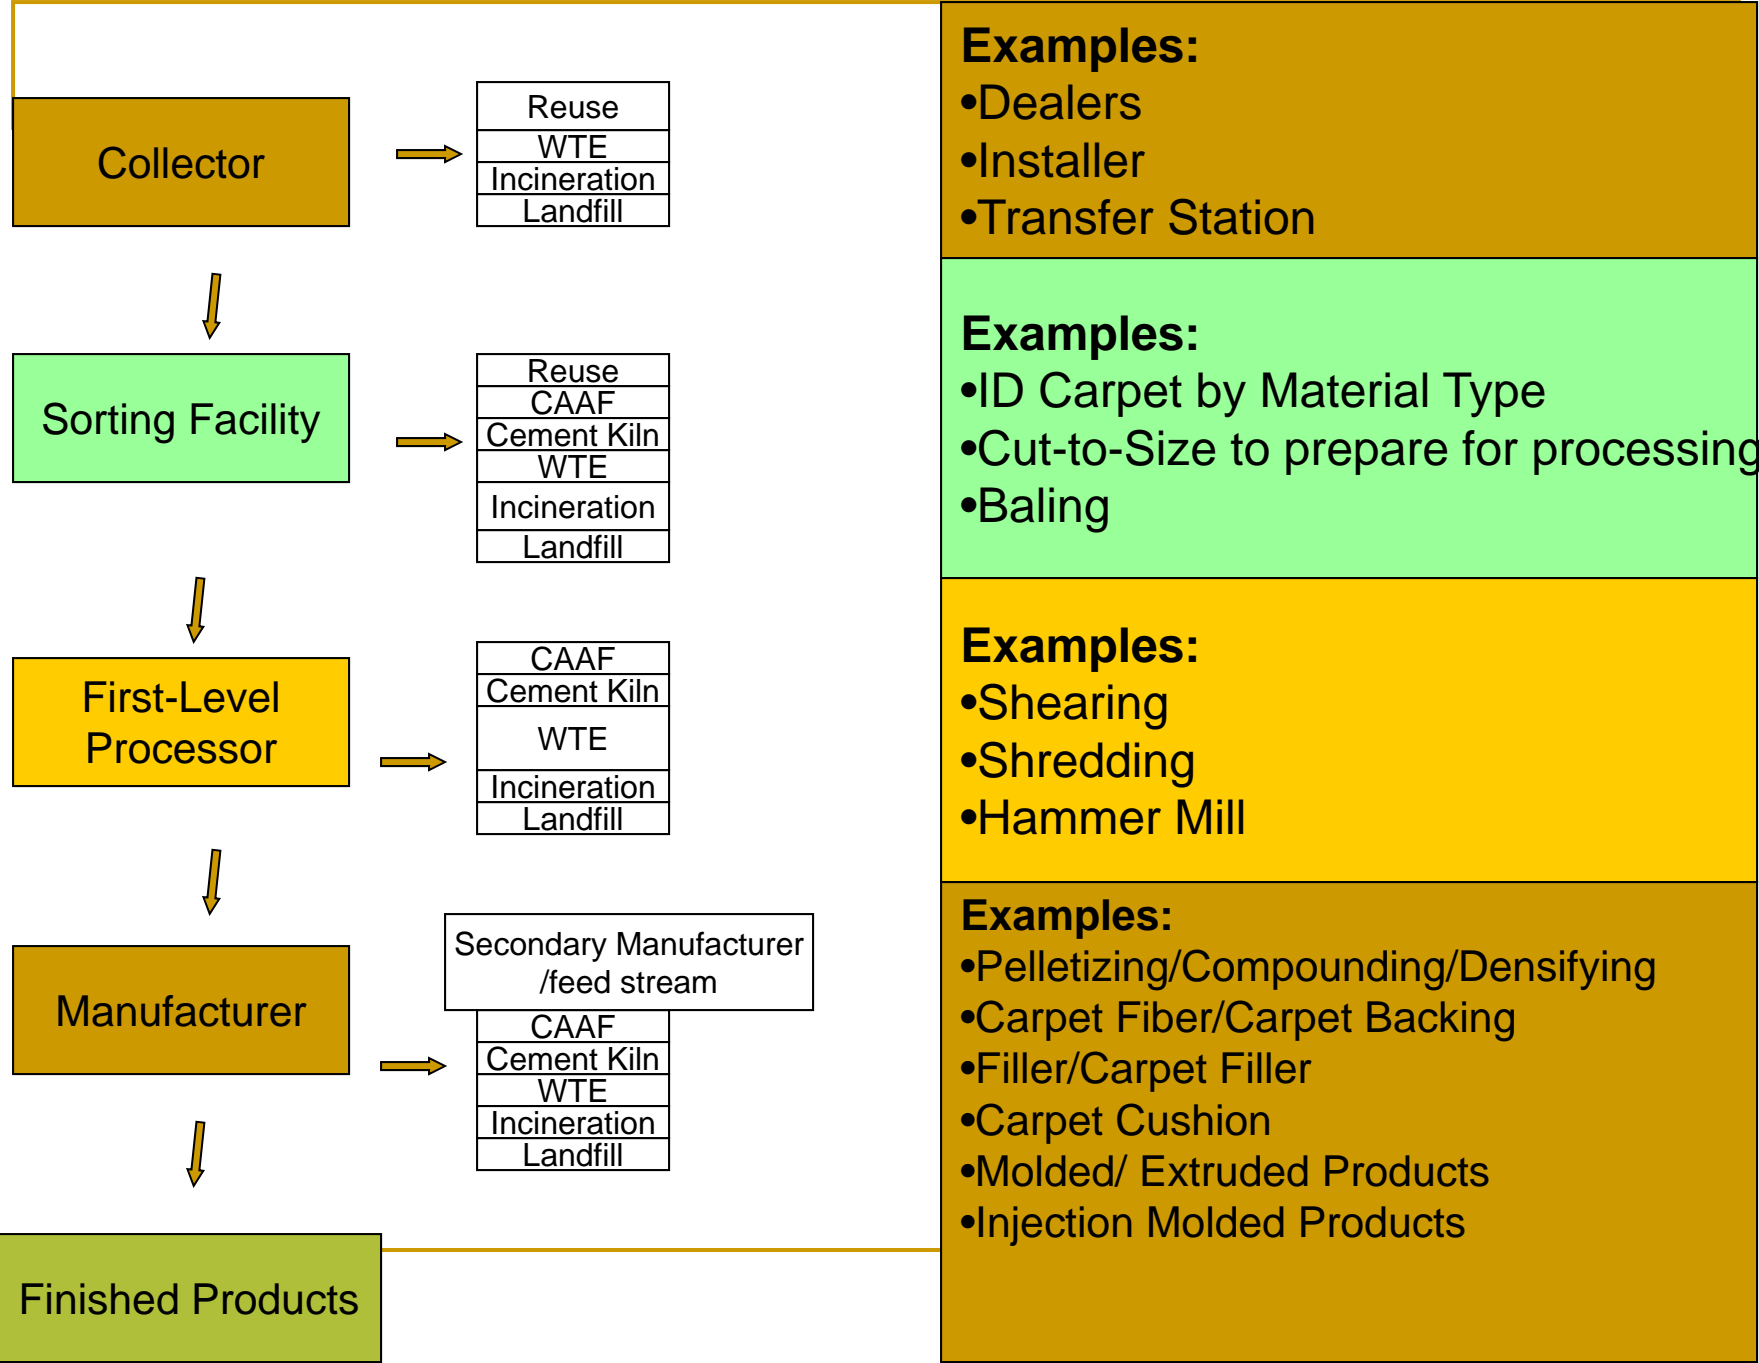 Collector
Reuse
WTE
Incineration
Landfill
Examples:
•Dealers
•Installer
•Transfer Station
Sorting Facility
Reuse
CAAF
Cement Kiln
WTE
Incineration
Landfill
Examples:
•ID Carpet by Material Type
•Cut-to-Size to prepare for processing
•Baling
First-Level
Processor
CAAF
Cement Kiln
WTE
Incineration
Landfill
Examples:
•Shearing
•Shredding
•Hammer Mill
Manufacturer
Secondary Manufacturer
/feed stream
CAAF
Cement Kiln
WTE
Incineration
Landfill
Examples:
•Pelletizing/Compounding/Densifying
•Carpet Fiber/Carpet Backing
•Filler/Carpet Filler
•Carpet Cushion
•Molded/ Extruded Products
•Injection Molded Products
Finished Products